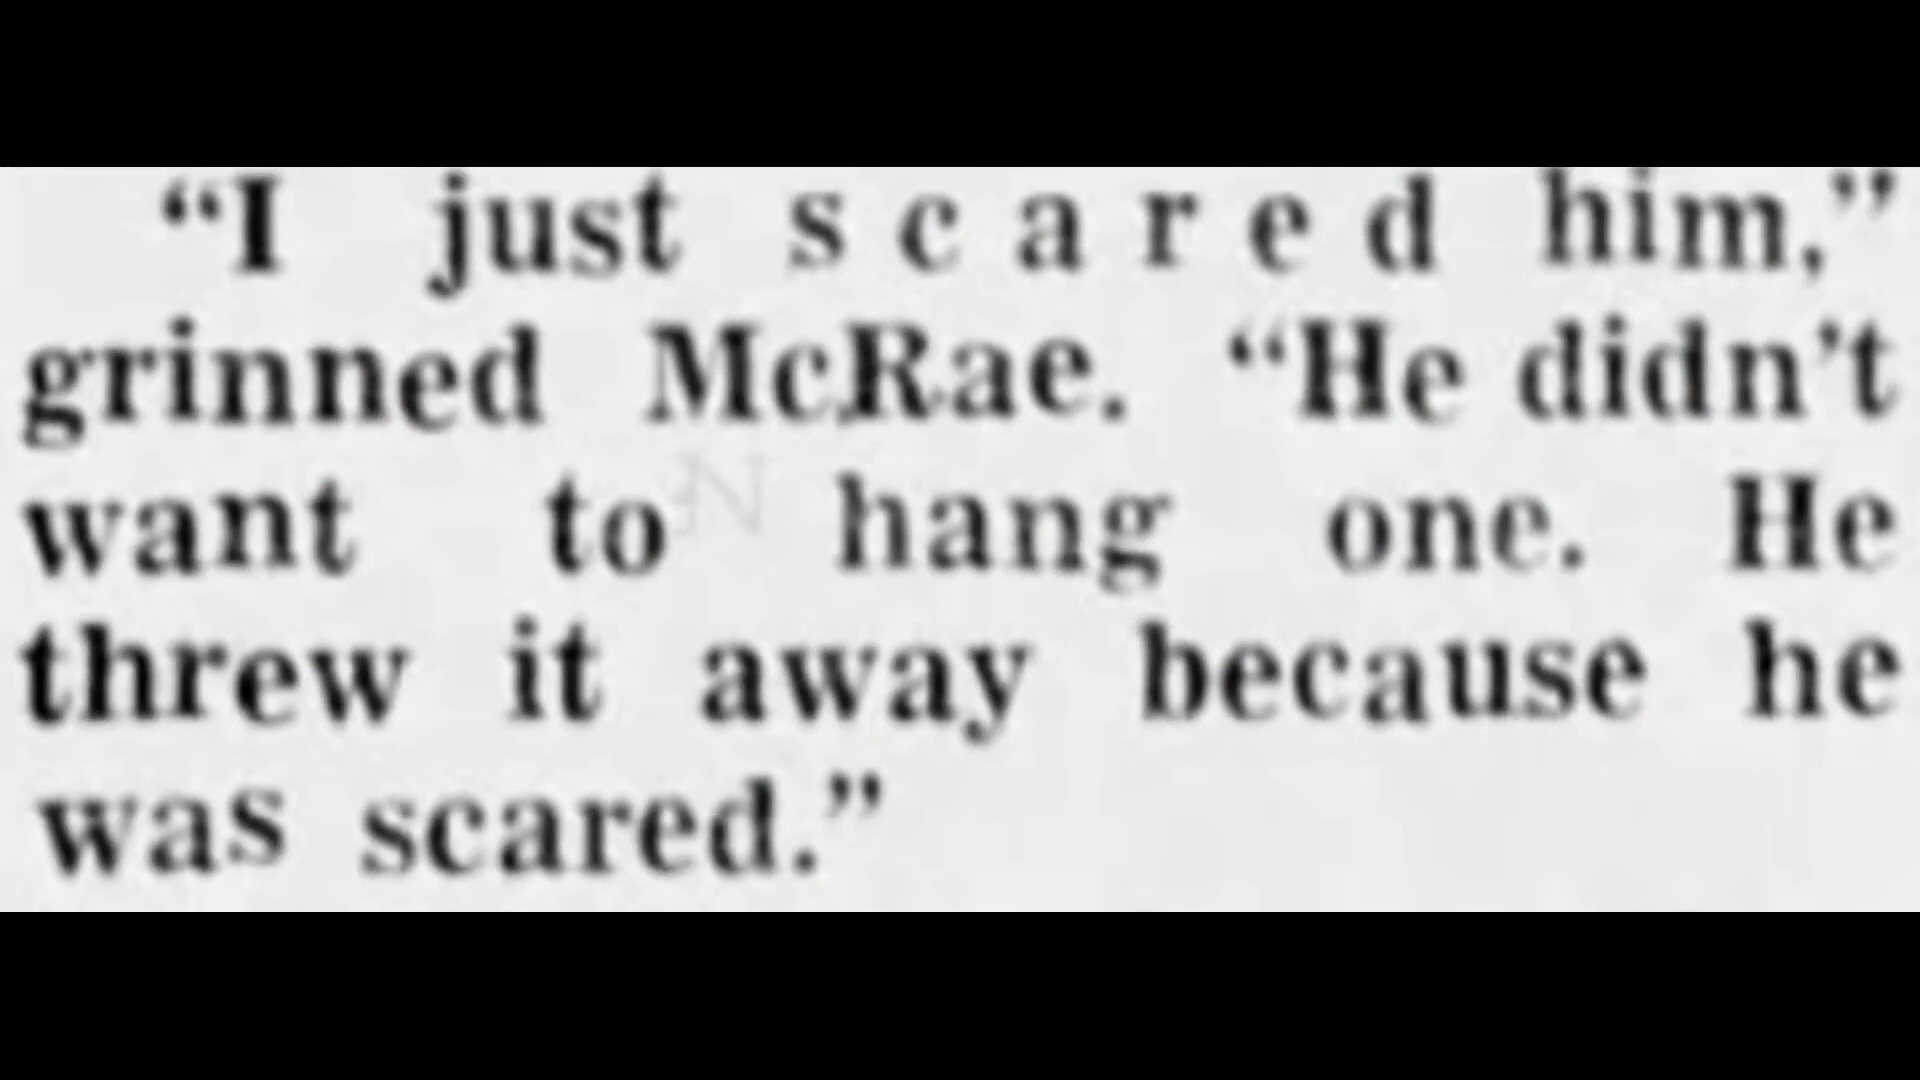 “I just scared him,”
grinned McRae. “He didn’t
want to hang one. He
threw it away because he
was scared.”